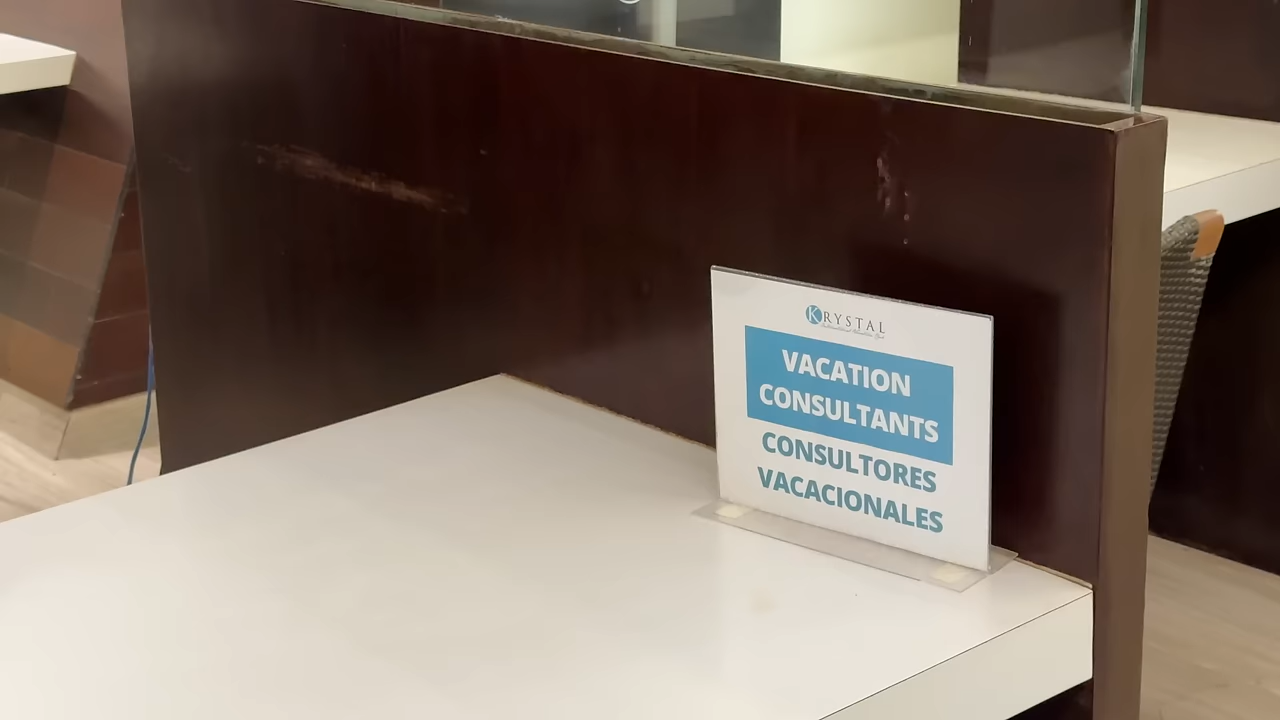 KRYSTAL
VACATION
CONSULTANTS
CONSULTORES
VACACIONALES